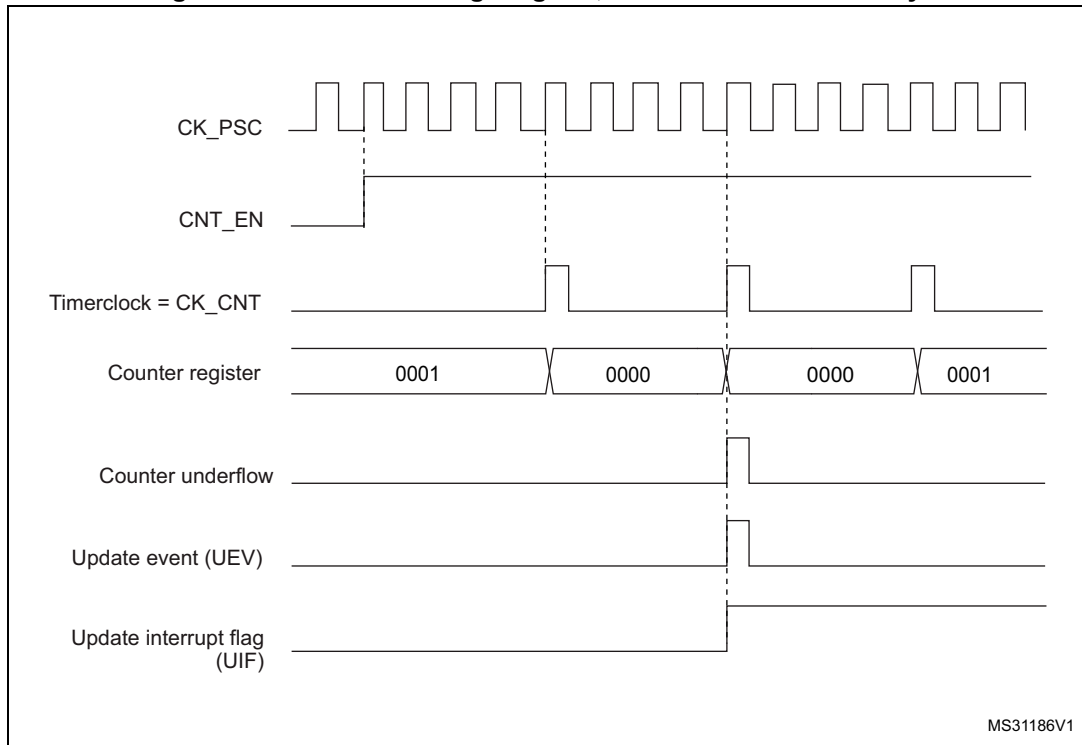 CK_PSC
CNT_EN
Timerclock = CK_CNT
Counter register 0001 0000 0000 0001
Counter underflow
Update event (UEV)
Update interrupt flag
(UIF)
MS31186V1